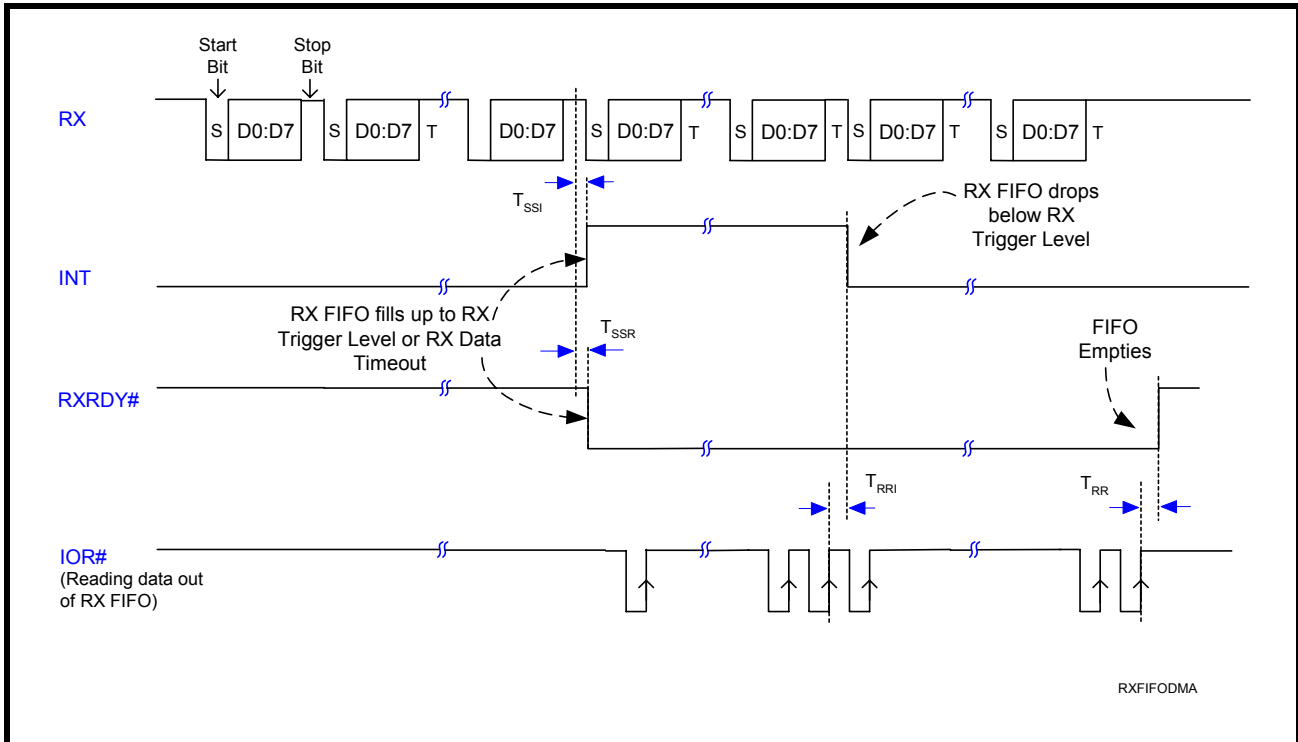 Start
Bit
Stop
Bit
RX
S D0:D7 S D0:D7 T D0:D7 S D0:D7 T S D0:D7 T S D0:D7 T S D0:D7 T
TSSI
RX FIFO drops
below RX
Trigger Level
INT
RX FIFO fills up to RX
Trigger Level or RX Data
Timeout
TSSR
FIFO
Empties
RXRDY#
TRRI
TRR
IOR#
(Reading data out
of RX FIFO)
RXFIFODMA